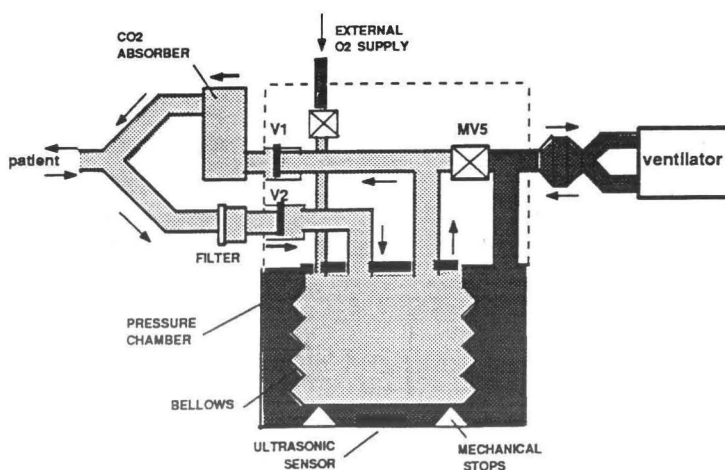 EXTERNAL
O2 SUPPLY
CO2
ABSORBER
V1
MV5
patient
ventilator
V2
FILTER
PRESSURE
CHAMBER
BELLOWS
ULTRASONIC
SENSOR
MECHANICAL
STOPS